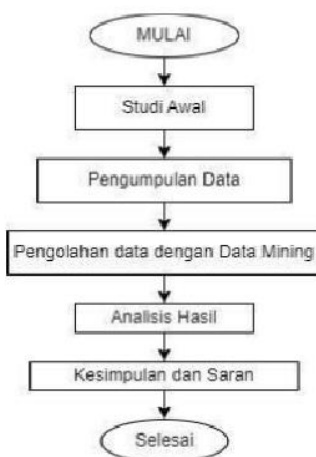 MULAI
Studi Awal
Pengumpulan Data
Pengolahan data dengan Data Mining
Analisis Hasil
Kesimpulan dan Saran
Selesai